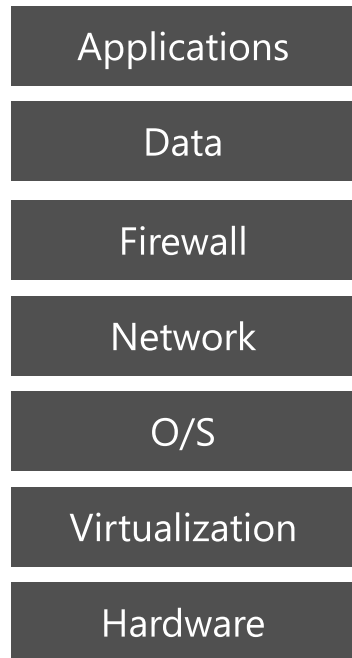 Applications
Data
Firewall
Network
O/S
Virtualization
Hardware